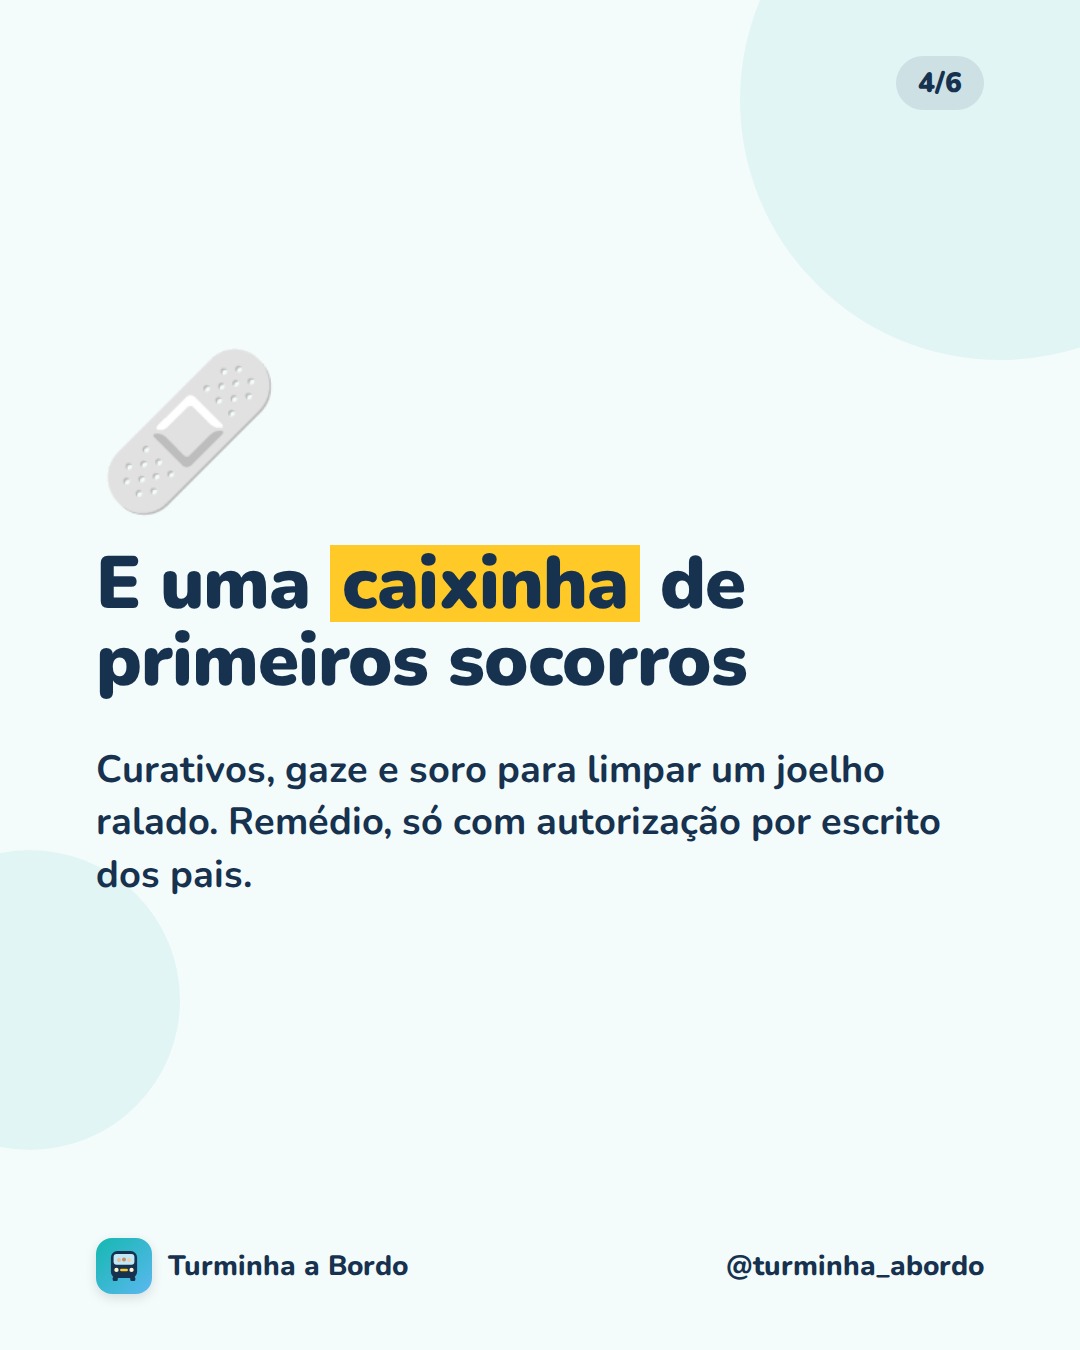 4/6
E uma caixinha de
primeiros socorros
Curativos, gaze e soro para limpar um joelho
ralado. Remédio, só com autorização por escrito
dos pais.
Turminha a Bordo
@turminha_abordo